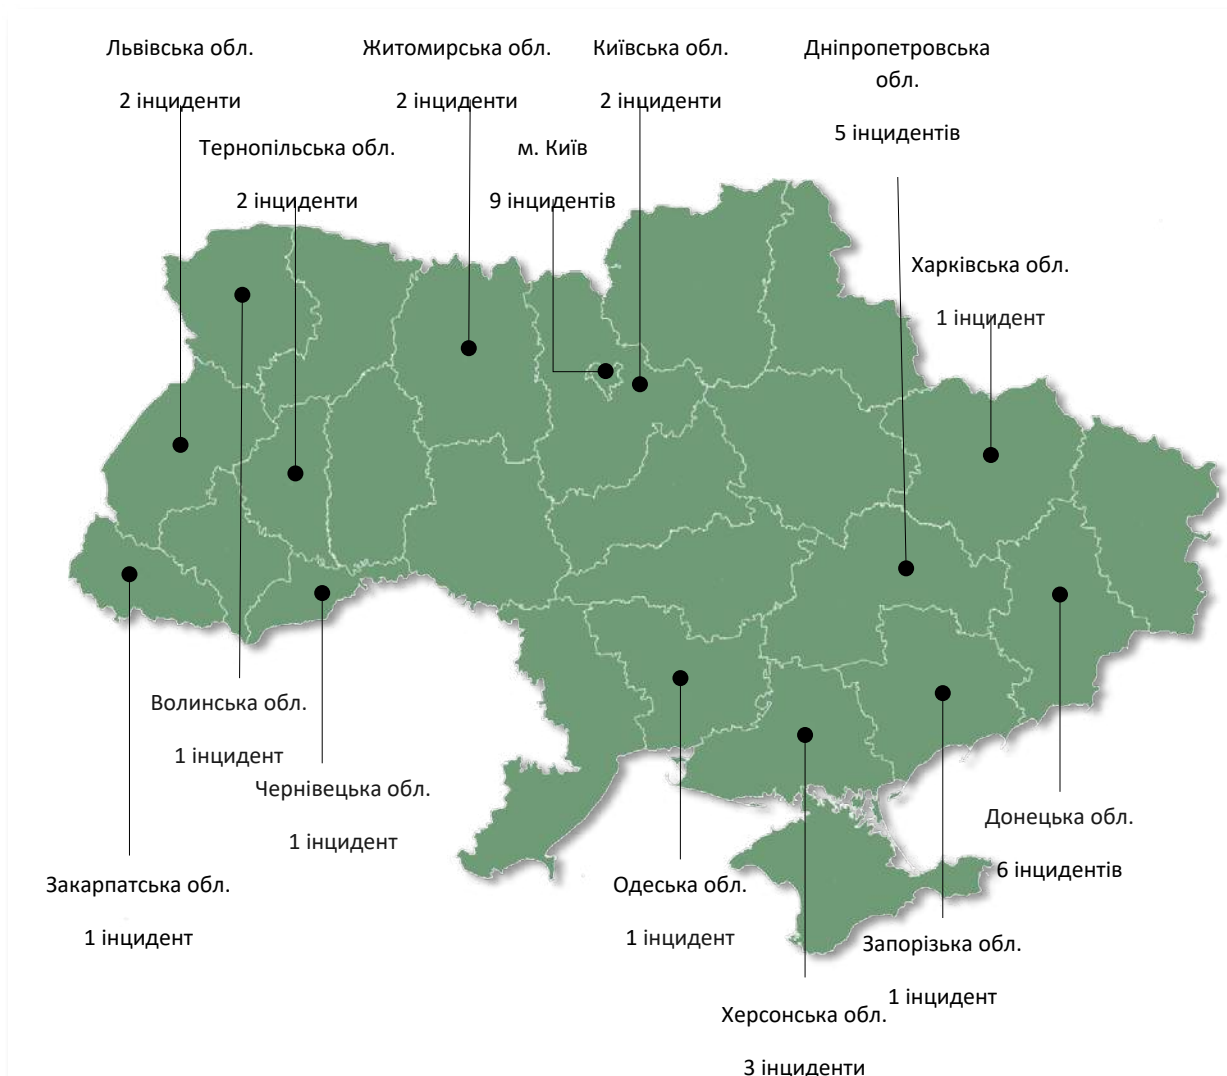 Львівська обл.
2 інциденти
Житомирська обл.
2 інциденти
Київська обл.
2 інциденти
Дніпропетровська
обл.
5 інцидентів
Тернопільська обл.
2 інциденти
м. Київ
9 інцидентів
Харківська обл.
1 інцидент
Волинська обл.
1 інцидент
Чернівецька обл.
1 інцидент
Закарпатська обл.
1 інцидент
Одеська обл.
1 інцидент
Донецька обл.
6 інцидентів
Запорізька обл.
1 інцидент
Херсонська обл.
3 інциденти